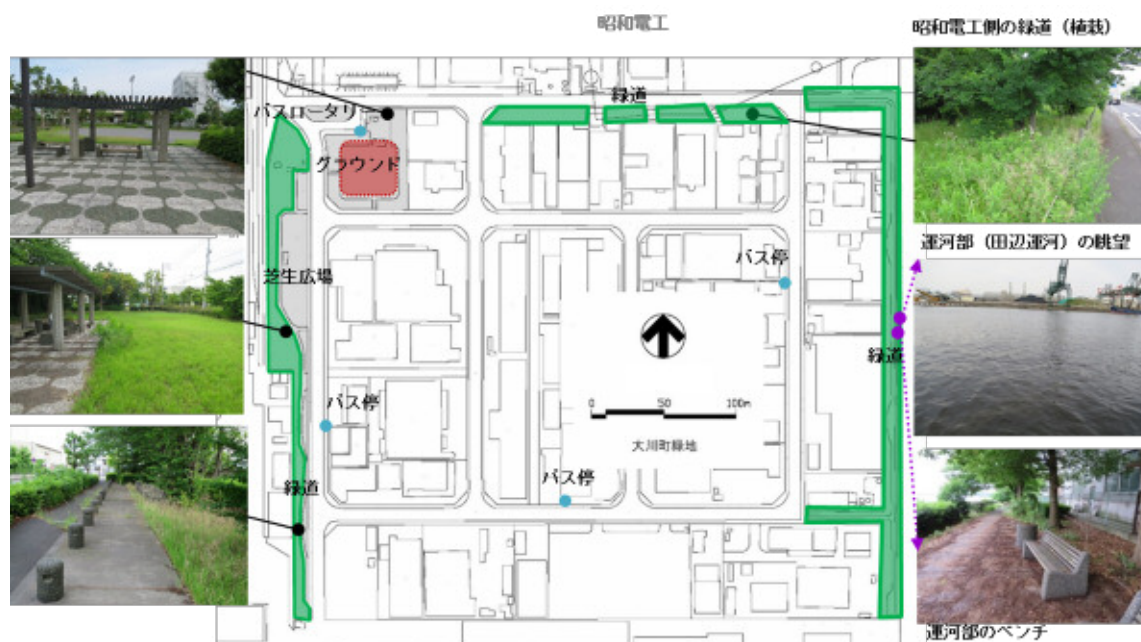 昭和電工
昭和電工側の緑道（植栽）
緑道
バスロータリ
グラウンド
運河部（田辺運河）の眺望
バス停
芝生広場
緑道
0 50 100m
バス停
大川町緑地
バス停
緑道
運河部のベンチ